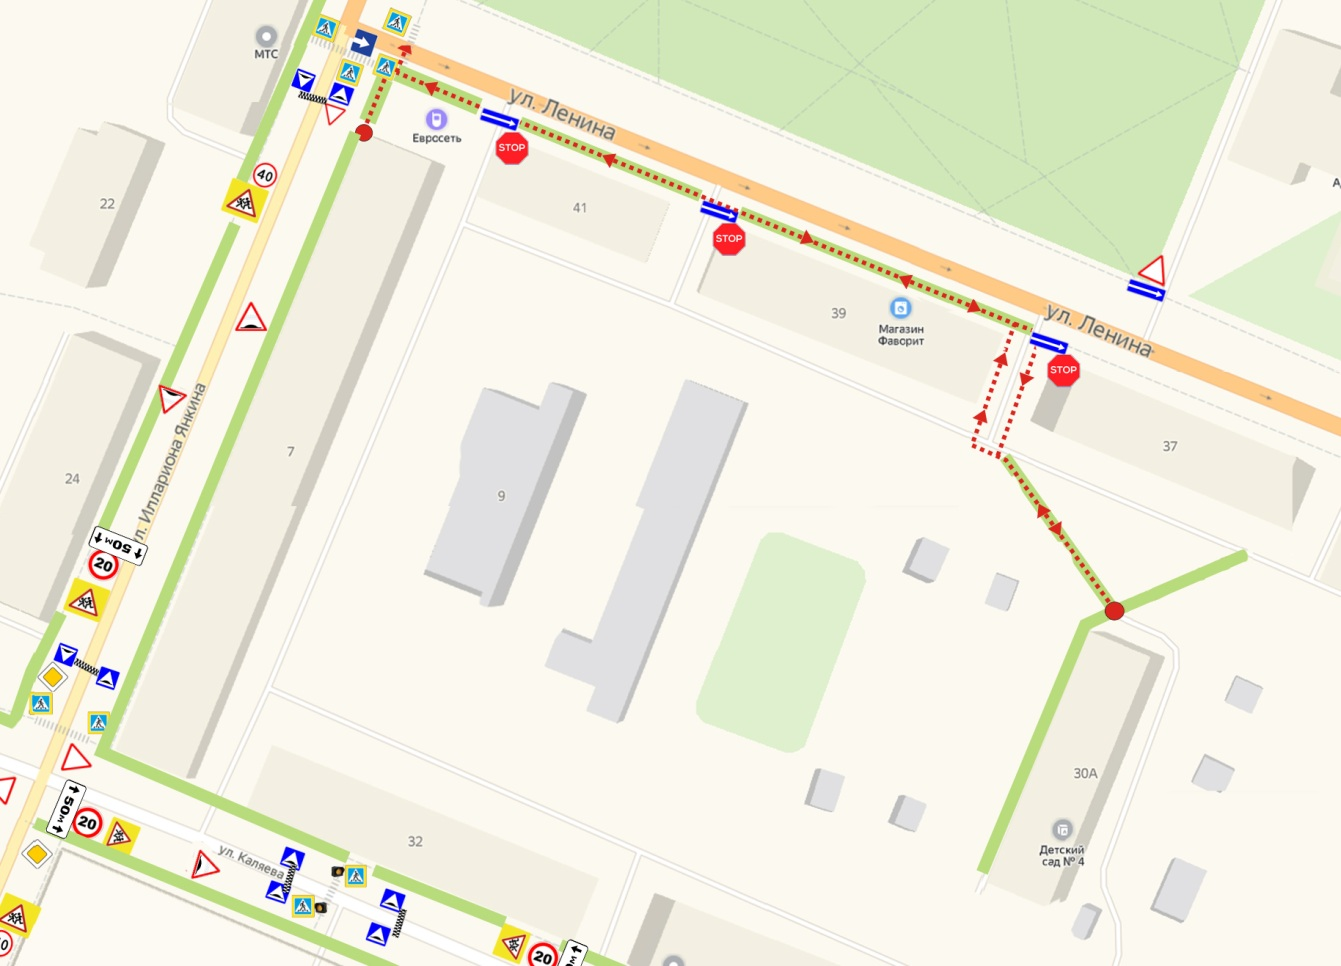 МТС
Евросеть
ул. Ленина
STOP
40
22
41
STOP
39
Магазин
Фаворит
ул. Ленина
STOP
37
ул. Иллариона Янкина
7
24
9
50м
20
30А
Детский
сад № 4
50м
20
32
ул. Каляева
20